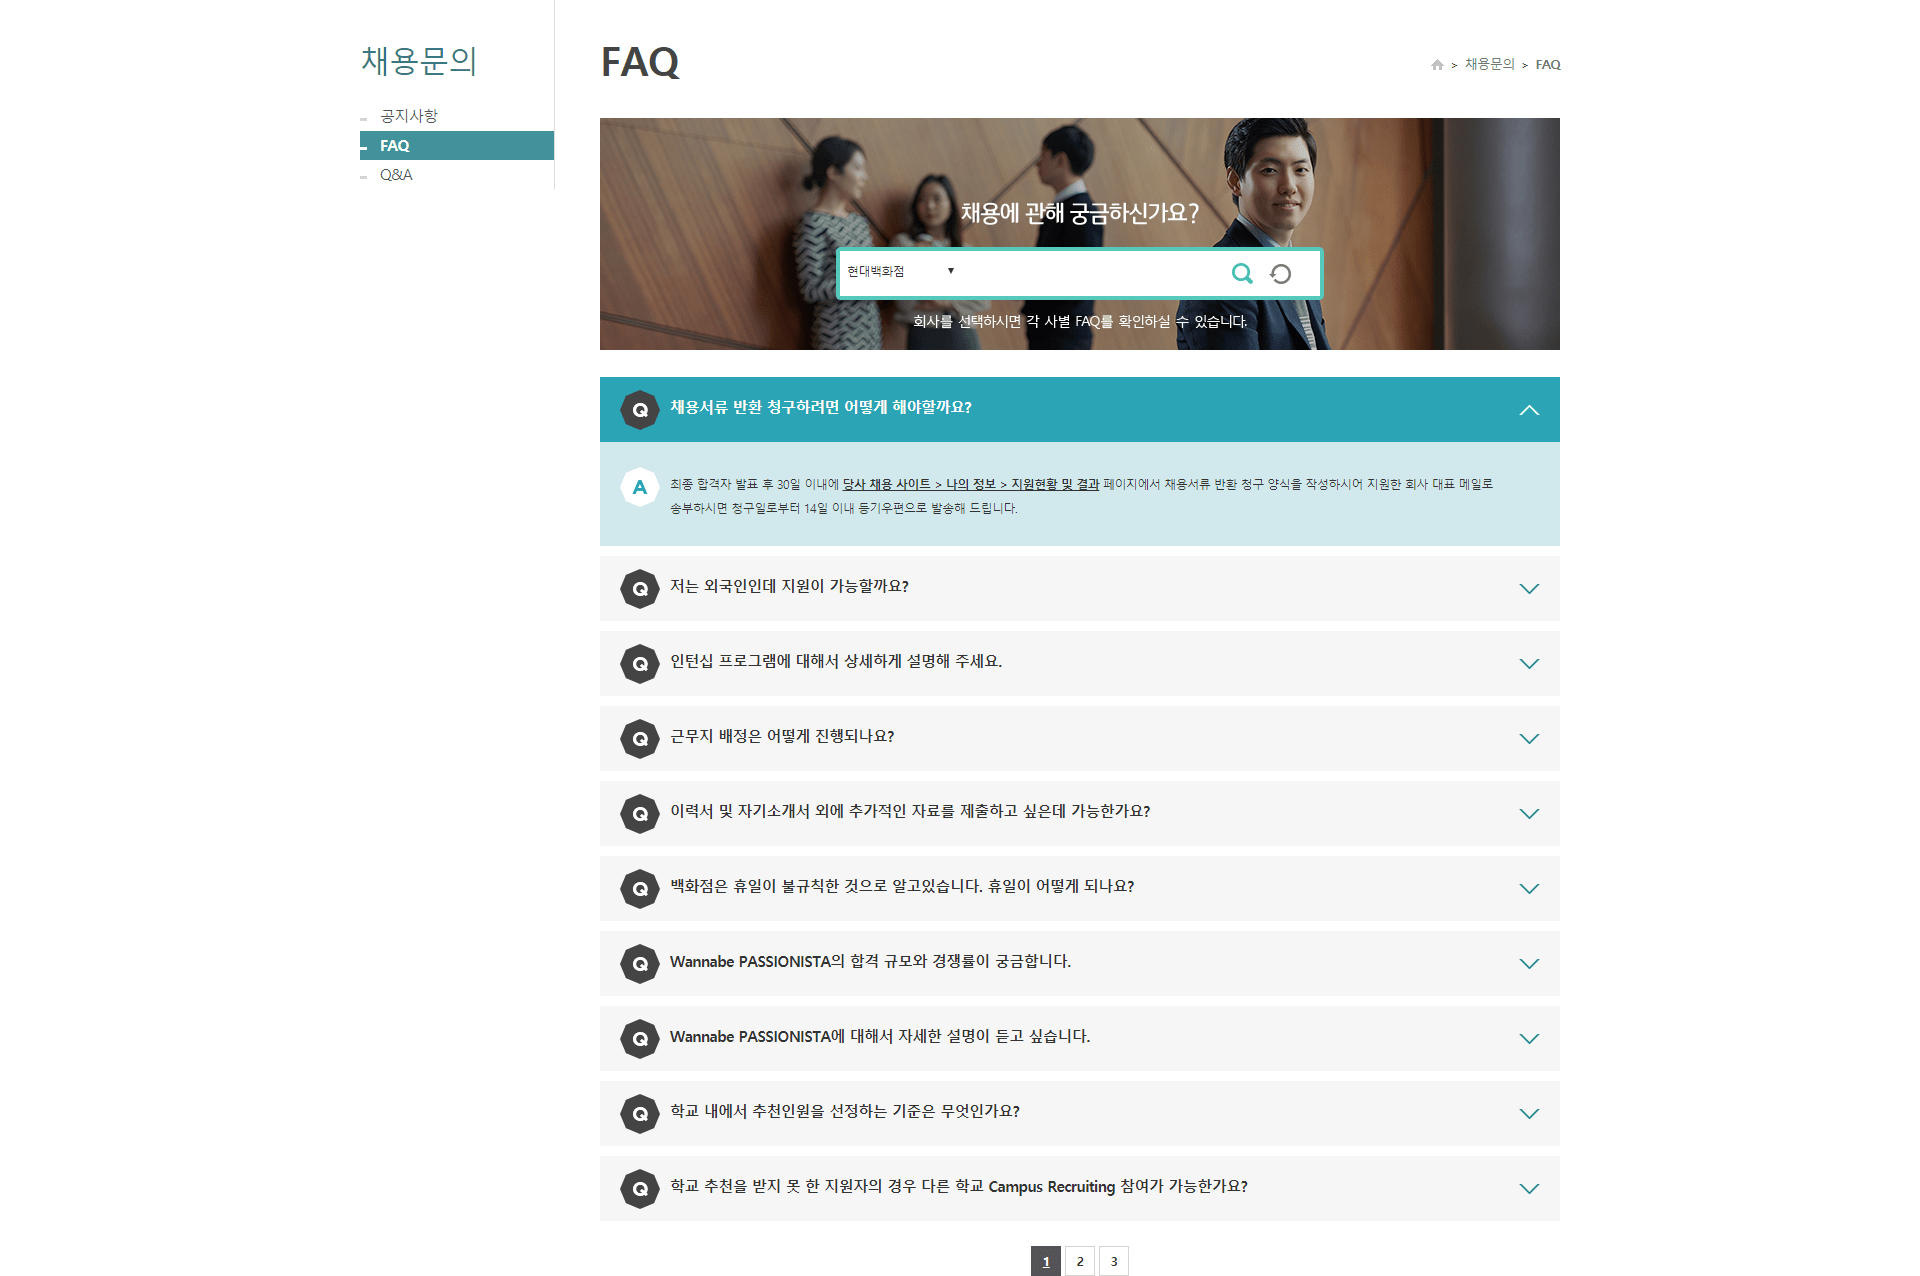 채용문의
공지사항
FAQ
Q&A
FAQ
> 채용문의 > FAQ
채용에 관해 궁금하신가요?
현대백화점 ▼
회사를 선택하시면 각 사별 FAQ를 확인하실 수 있습니다.
Q 채용서류 반환 청구하려면 어떻게 해야할까요?
A 최종 합격자 발표 후 30일 이내에 당사 채용 사이트 > 나의 정보 > 지원현황 및 결과 페이지에서 채용서류 반환 청구 양식을 작성하시어 지원한 회사 대표 메일로
송부하시면 청구일로부터 14일 이내 등기우편으로 발송해 드립니다.
Q 저는 외국인인데 지원이 가능할까요?
Q 인턴십 프로그램에 대해서 상세하게 설명해 주세요.
Q 근무지 배정은 어떻게 진행되나요?
Q 이력서 및 자기소개서 외에 추가적인 자료를 제출하고 싶은데 가능한가요?
Q 백화점은 휴일이 불규칙한 것으로 알고있습니다. 휴일이 어떻게 되나요?
Q Wannabe PASSIONISTA의 합격 규모와 경쟁률이 궁금합니다.
Q Wannabe PASSIONISTA에 대해서 자세한 설명이 듣고 싶습니다.
Q 학교 내에서 추천인원을 선정하는 기준은 무엇인가요?
Q 학교 추천을 받지 못 한 지원자의 경우 다른 학교 Campus Recruiting 참여가 가능한가요?
1 2 3